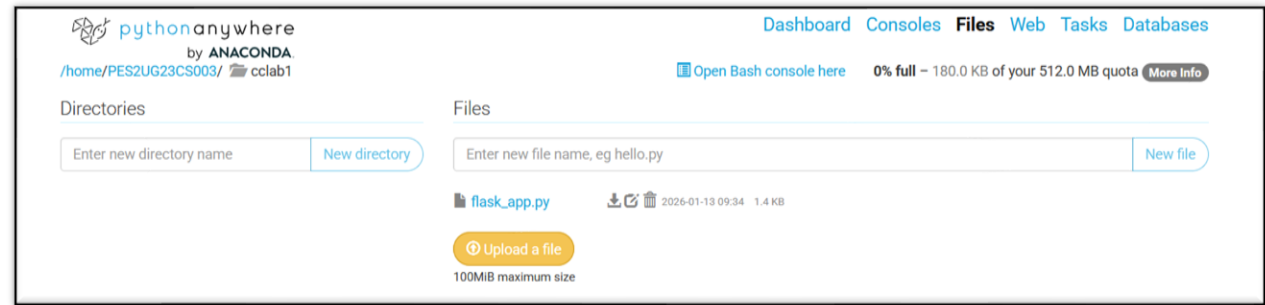 pythonanywhere
by ANACONDA.
Dashboard Consoles Files Web Tasks Databases
/home/PES2UG23CS003/ cclab1
Open Bash console here 0% full – 180.0 KB of your 512.0 MB quota More Info
Directories
Files
Enter new directory name New directory
Enter new file name, eg hello.py New file
flask_app.py 2026-01-13 09:34 1.4 KB
Upload a file
100MiB maximum size